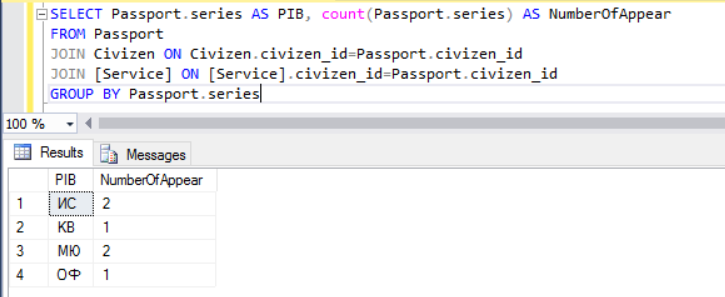 SELECT Passport.series AS PIB, count(Passport.series) AS NumberOfAppear
FROM Passport
JOIN Civizen ON Civizen.civizen_id=Passport.civizen_id
JOIN [Service] ON [Service].civizen_id=Passport.civizen_id
GROUP BY Passport.series
100 %
Results Messages
PIB NumberOfAppear
1 ИС 2
2 КВ 1
3 МЮ 2
4 ОФ 1